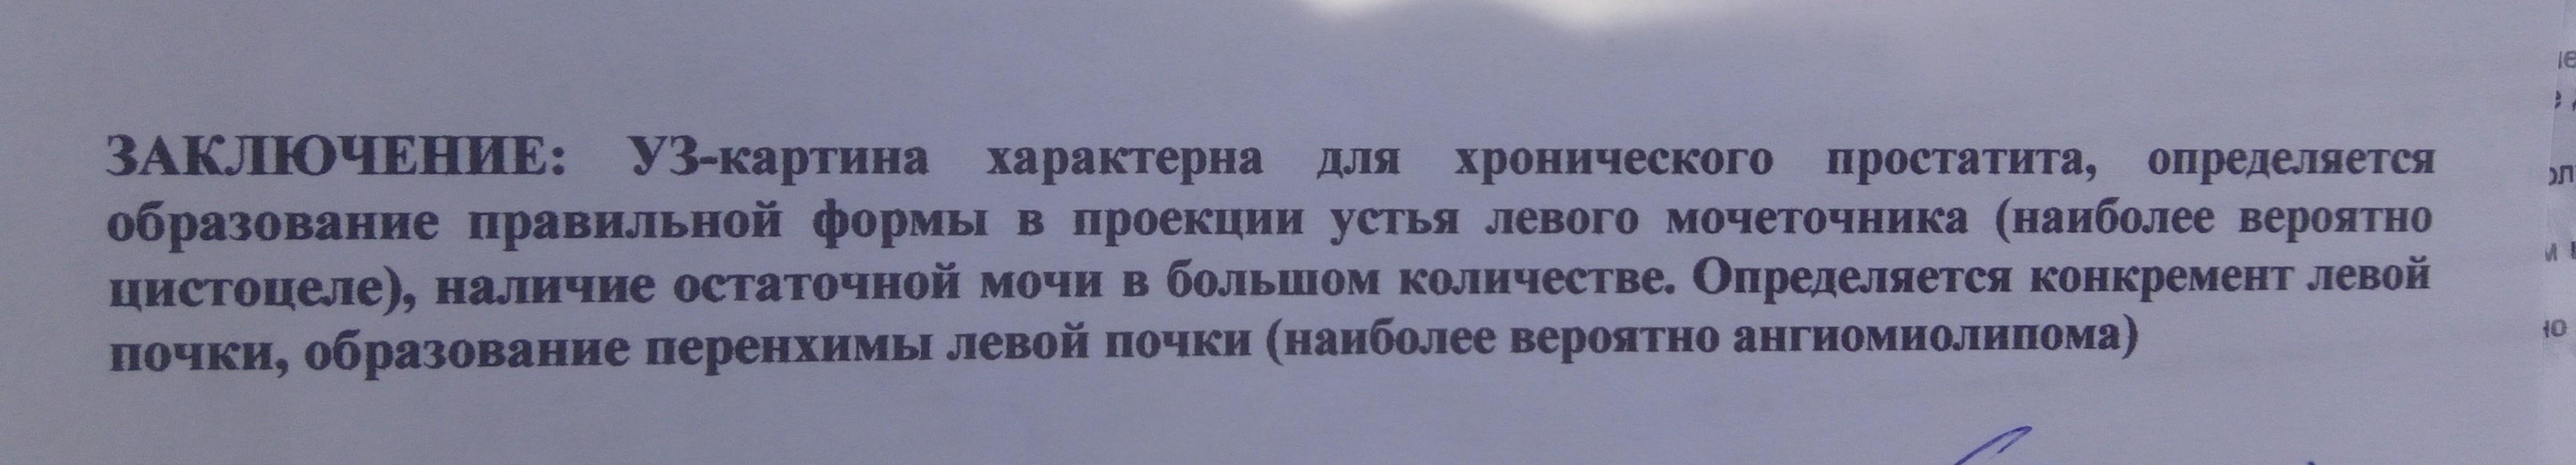 ЗАКЛЮЧЕНИЕ: УЗ-картина характерна для хронического простатита, определяется
образование правильной формы в проекции устья левого мочеточника (наиболее вероятно
цистоцеле), наличие остаточной мочи в большом количестве. Определяется конкремент левой
почки, образование перенхимы левой почки (наиболее вероятно ангиомиолипома)